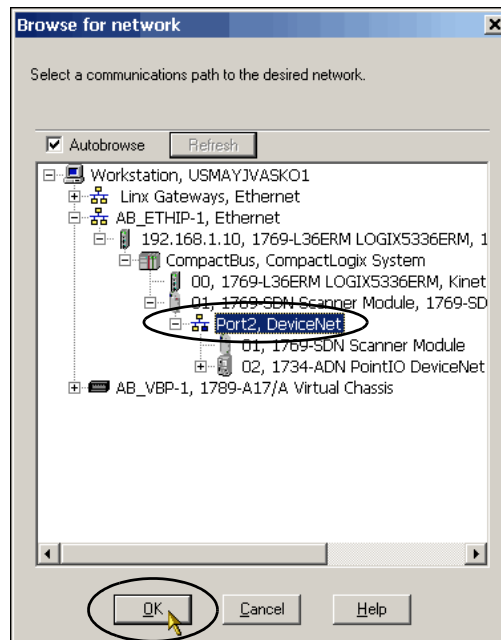 Browse for network
Select a communications path to the desired network.
Autobrowse Refresh
Workstation, USMAYJVASKO1
Linx Gateways, Ethernet
AB_ETHIP-1, Ethernet
192.168.1.10, 1769-L36ERM LOGIX5336ERM, 1
CompactBus, CompactLogix System
00, 1769-L36ERM LOGIX5336ERM, Kinet
01, 1769-SDN Scanner Module, 1769-SD
Port2, DeviceNet
01, 1769-SDN Scanner Module
02, 1734-ADN PointIO DeviceNet
AB_VBP-1, 1789-A17/A Virtual Chassis
OK Cancel Help